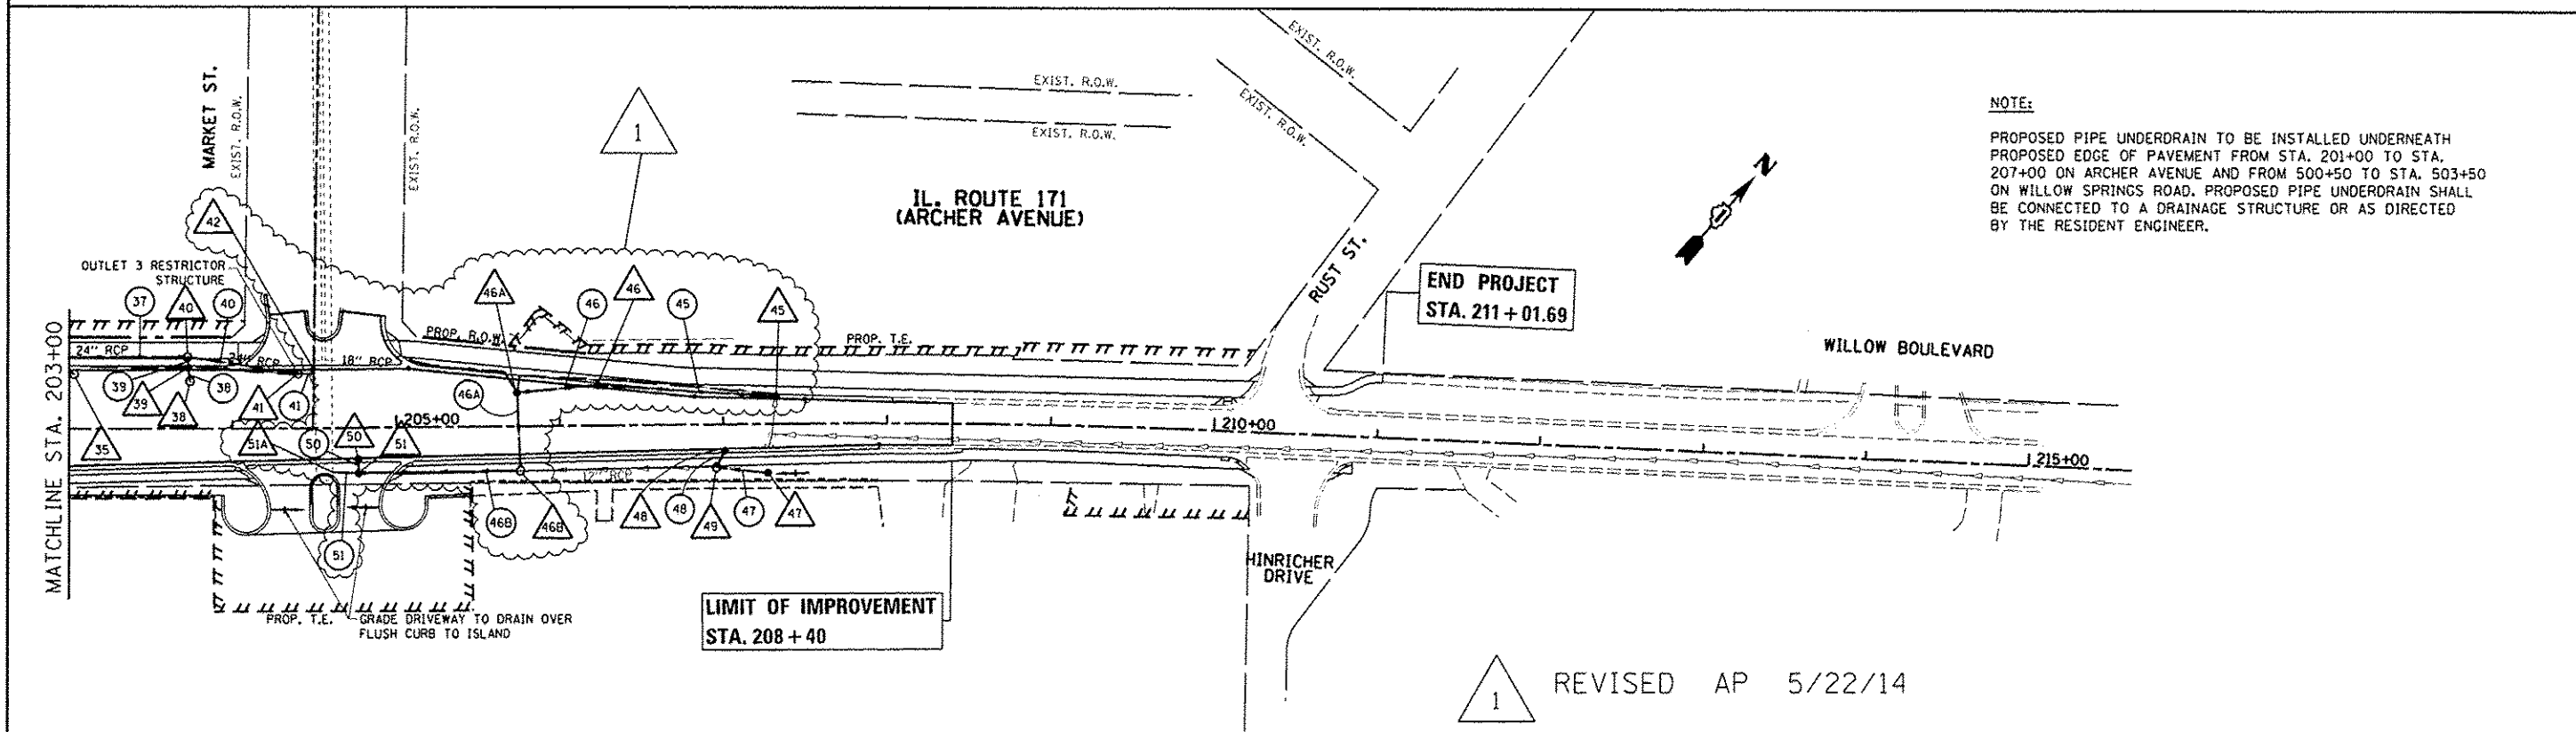 MARKET ST.
EXIST. R.O.W.
EXIST. R.O.W.
EXIST. R.O.W.
EXIST. R.O.W.
EXIST. R.O.W.
EXIST. R.O.W.
1
IL. ROUTE 171
(ARCHER AVENUE)
N
NOTE:
PROPOSED PIPE UNDERDRAIN TO BE INSTALLED UNDERNEATH
PROPOSED EDGE OF PAVEMENT FROM STA. 201+00 TO STA.
207+00 ON ARCHER AVENUE AND FROM 500+50 TO STA. 503+50
ON WILLOW SPRINGS ROAD. PROPOSED PIPE UNDERDRAIN SHALL
BE CONNECTED TO A DRAINAGE STRUCTURE OR AS DIRECTED
BY THE RESIDENT ENGINEER.
42
OUTLET 3 RESTRICTOR
STRUCTURE
37
40
40
46A
46
46
45
45
RUST ST.
END PROJECT
STA. 211+01.69
WILLOW BOULEVARD
MATCHLINE STA. 203+00
24" RCP
24" RCP
18" RCP
PROP. R.O.W.
PROP. T.E.
39
39
38
38
41
41
46A
35
51A
50
50
51
205+00
210+00
215+00
12" RCP
46B
46B
48
48
49
47
47
51
HINRICHER
DRIVE
PROP. T.E.
GRADE DRIVEWAY TO DRAIN OVER
FLUSH CURB TO ISLAND
LIMIT OF IMPROVEMENT
STA. 208+40
1
REVISED AP 5/22/14